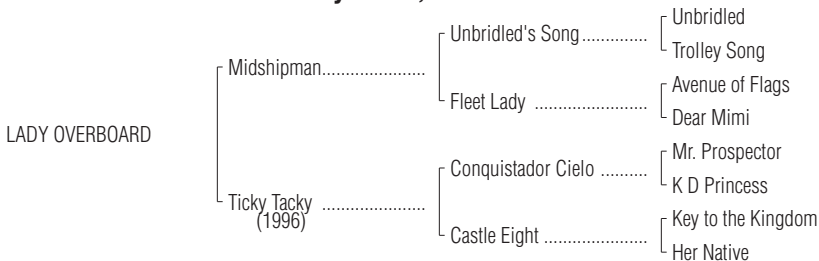 Unbridled
Unbridled's Song..............
Trolley Song
Midshipman......................
Avenue of Flags
Fleet Lady ........................
Dear Mimi
LADY OVERBOARD
Mr. Prospector
Conquistador Cielo ..........
K D Princess
Ticky Tacky ......................
(1996)
Key to the Kingdom
Castle Eight ......................
Her Native